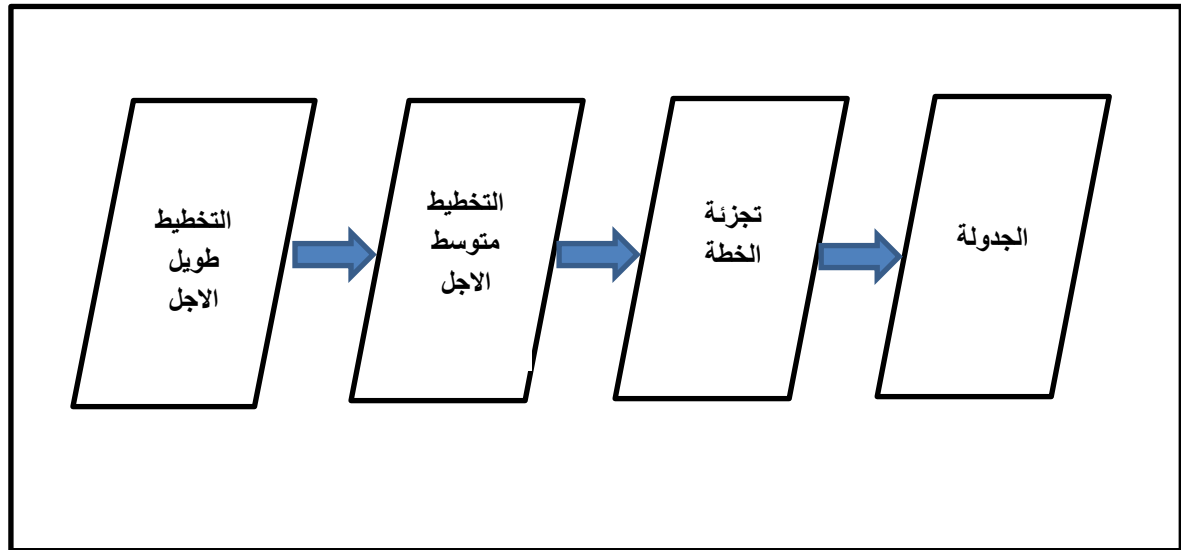 التخطيط
طويل
الاجل
التخطيط
متوسط
الاجل
تجزئة
الخطة
الجدولة